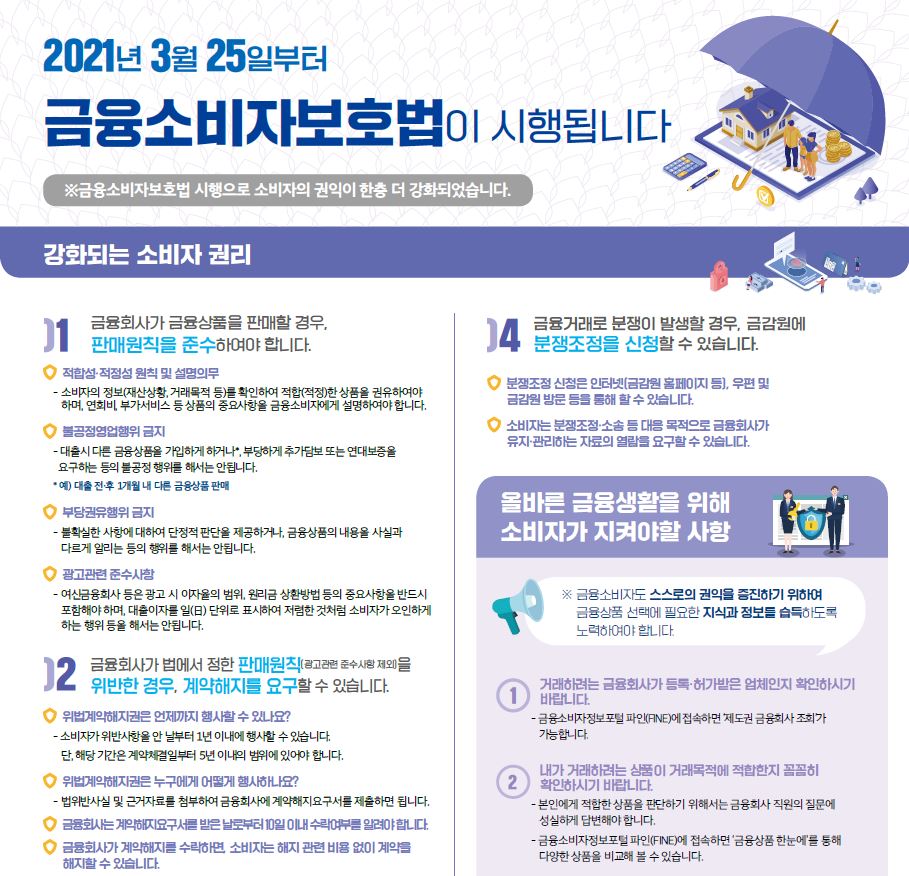 2021년 3월 25일부터
금융소비자보호법이 시행됩니다
※금융소비자보호법 시행으로 소비자의 권익이 한층 더 강화되었습니다.
강화되는 소비자 권리
01 금융회사가 금융상품을 판매할 경우,
판매원칙을 준수하여야 합니다.
적합성·적정성 원칙 및 설명의무
- 소비자의 정보(재산상황, 거래목적 등)를 확인하여 적합(적정)한 상품을 권유하여야
하며, 연회비, 부가서비스 등 상품의 중요사항을 금융소비자에게 설명하여야 합니다.
불공정영업행위 금지
- 대출시 다른 금융상품을 가입하게 하거나*, 부당하게 추가담보 또는 연대보증을
요구하는 등의 불공정 행위를 해서는 안됩니다.
* 예) 대출 전·후 1개월 내 다른 금융상품 판매
부당권유행위 금지
- 불확실한 사항에 대하여 단정적 판단을 제공하거나, 금융상품의 내용을 사실과
다르게 알리는 등의 행위를 해서는 안됩니다.
광고관련 준수사항
- 여신금융회사 등은 광고 시 이자율의 범위, 원리금 상환방법 등의 중요사항을 반드시
포함해야 하며, 대출이자를 일(日) 단위로 표시하여 저렴한 것처럼 소비자가 오인하게
하는 행위 등을 해서는 안됩니다.
02 금융회사가 법에서 정한 판매원칙(광고관련 준수사항 제외)을
위반한 경우, 계약해지를 요구할 수 있습니다.
위법계약해지권은 언제까지 행사할 수 있나요?
- 소비자가 위반사항을 안 날부터 1년 이내에 행사할 수 있습니다.
단, 해당 기간은 계약체결일부터 5년 이내의 범위에 있어야 합니다.
위법계약해지권은 누구에게 어떻게 행사하나요?
- 법위반사실 및 근거자료를 첨부하여 금융회사에 계약해지요구서를 제출하면 됩니다.
금융회사는 계약해지요구서를 받은 날로부터 10일 이내 수락여부를 알려야 합니다.
금융회사가 계약해지를 수락하면, 소비자는 해지 관련 비용 없이 계약을
해지할 수 있습니다.
04 금융거래로 분쟁이 발생할 경우, 금감원에
분쟁조정을 신청할 수 있습니다.
분쟁조정 신청은 인터넷(금감원 홈페이지 등), 우편 및
금감원 방문 등을 통해 할 수 있습니다.
소비자는 분쟁조정·소송 등 대응 목적으로 금융회사가
유지·관리하는 자료의 열람을 요구할 수 있습니다.
올바른 금융생활을 위해
소비자가 지켜야할 사항
※ 금융소비자도 스스로의 권익을 증진하기 위하여
금융상품 선택에 필요한 지식과 정보를 습득하도록
노력하여야 합니다.
1 거래하려는 금융회사가 등록·허가받은 업체인지 확인하시기
바랍니다.
- 금융소비자정보포털 파인(FINE)에 접속하면 '제도권 금융회사 조회'가
가능합니다.
2 내가 거래하려는 상품이 거래목적에 적합한지 꼼꼼히
확인하시기 바랍니다.
- 본인에게 적합한 상품을 판단하기 위해서는 금융회사 직원의 질문에
성실하게 답변해야 합니다.
- 금융소비자정보포털 파인(FINE)에 접속하면 '금융상품 한눈에'를 통해
다양한 상품을 비교해 볼 수 있습니다.